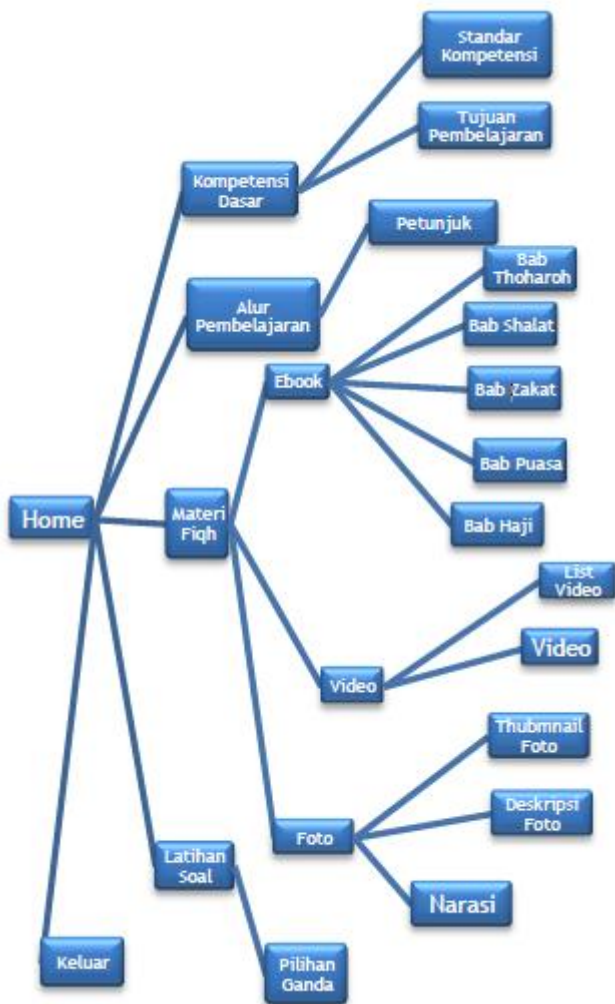 Standar
Kompetensi
Tujuan
Pembelajaran
Kompetensi
Dasar
Petunjuk
Bab
Thoharoh
Alur
Pembelajaran
Bab Shalat
Ebook
Bab Zakat
Bab Puasa
Home
Materi
Fiqh
Bab Haji
List
Video
Video
Video
Thubmnail
Foto
Deskripsi
Foto
Foto
Latihan
Soal
Narasi
Keluar
Pilihan
Ganda